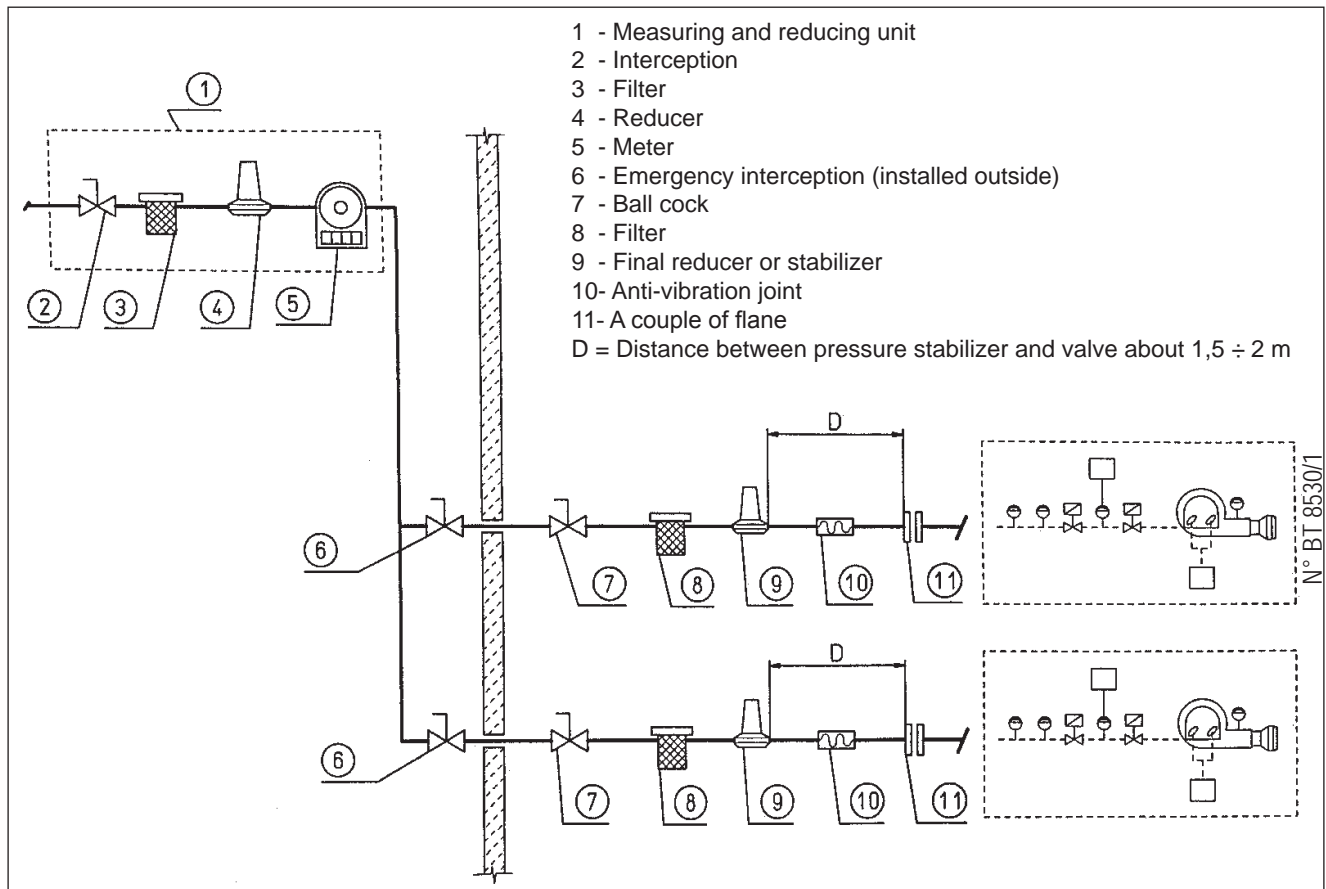 1 - Measuring and reducing unit
2 - Interception
3 - Filter
4 - Reducer
5 - Meter
6 - Emergency interception (installed outside)
7 - Ball cock
8 - Filter
9 - Final reducer or stabilizer
10- Anti-vibration joint
11- A couple of flane
D = Distance between pressure stabilizer and valve about 1,5 ÷ 2 m
1
2
3
4
5
D
6
7
8
9
10
11
N° BT 8530/1
D
6
7
8
9
10
11